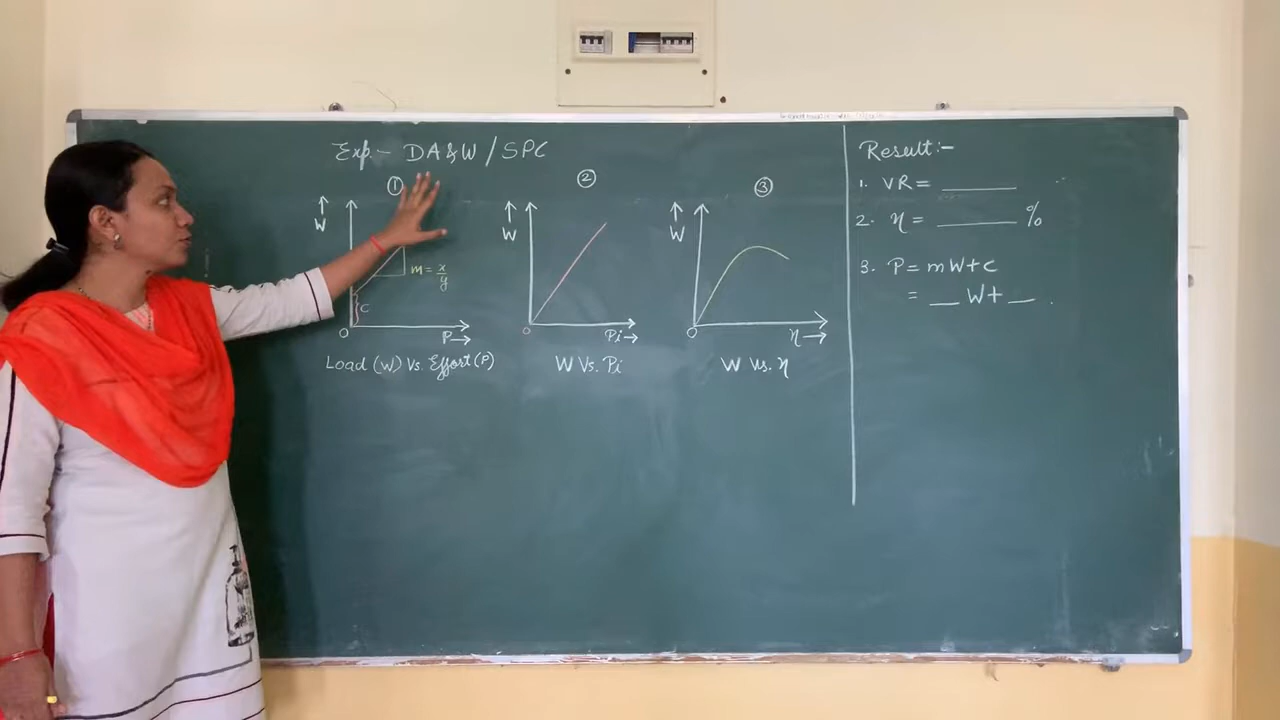 Exp.- DA&W / SPC
①
↑
W
m = x/y
C
O
P →
Load (W) Vs. Effort (P)
②
↑
W
O
Pi →
W Vs. Pi
③
↑
W
O
η →
W Vs. η
Result:-
1. VR = ______
2. η = ______ %
3. P = mW+C
= __ W + __ .